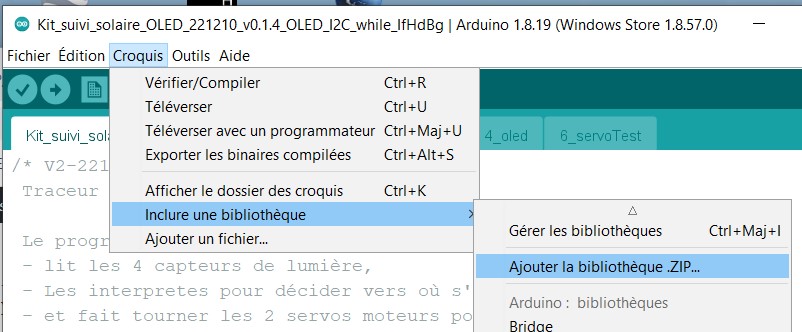 Kit_suivi_solaire_OLED_221210_v0.1.4_OLED_I2C_while_IfHdBg | Arduino 1.8.19 (Windows Store 1.8.57.0)
Fichier Édition Croquis Outils Aide
Vérifier/Compiler Ctrl+R
Téléverser Ctrl+U
Téléverser avec un programmateur Ctrl+Maj+U
Exporter les binaires compilées Ctrl+Alt+S
Afficher le dossier des croquis Ctrl+K
Inclure une bibliothèque
Ajouter un fichier...
Gérer les bibliothèques Ctrl+Maj+I
Ajouter la bibliothèque .ZIP...
Arduino : bibliothèques
Bridge
Kit_suivi_sola 4_oled 6_servoTest
/* V2-221
Traceur
Le progr
- lit les 4 capteurs de lumière,
- Les interpretes pour décider vers où s'
- et fait tourner les 2 servos moteurs po